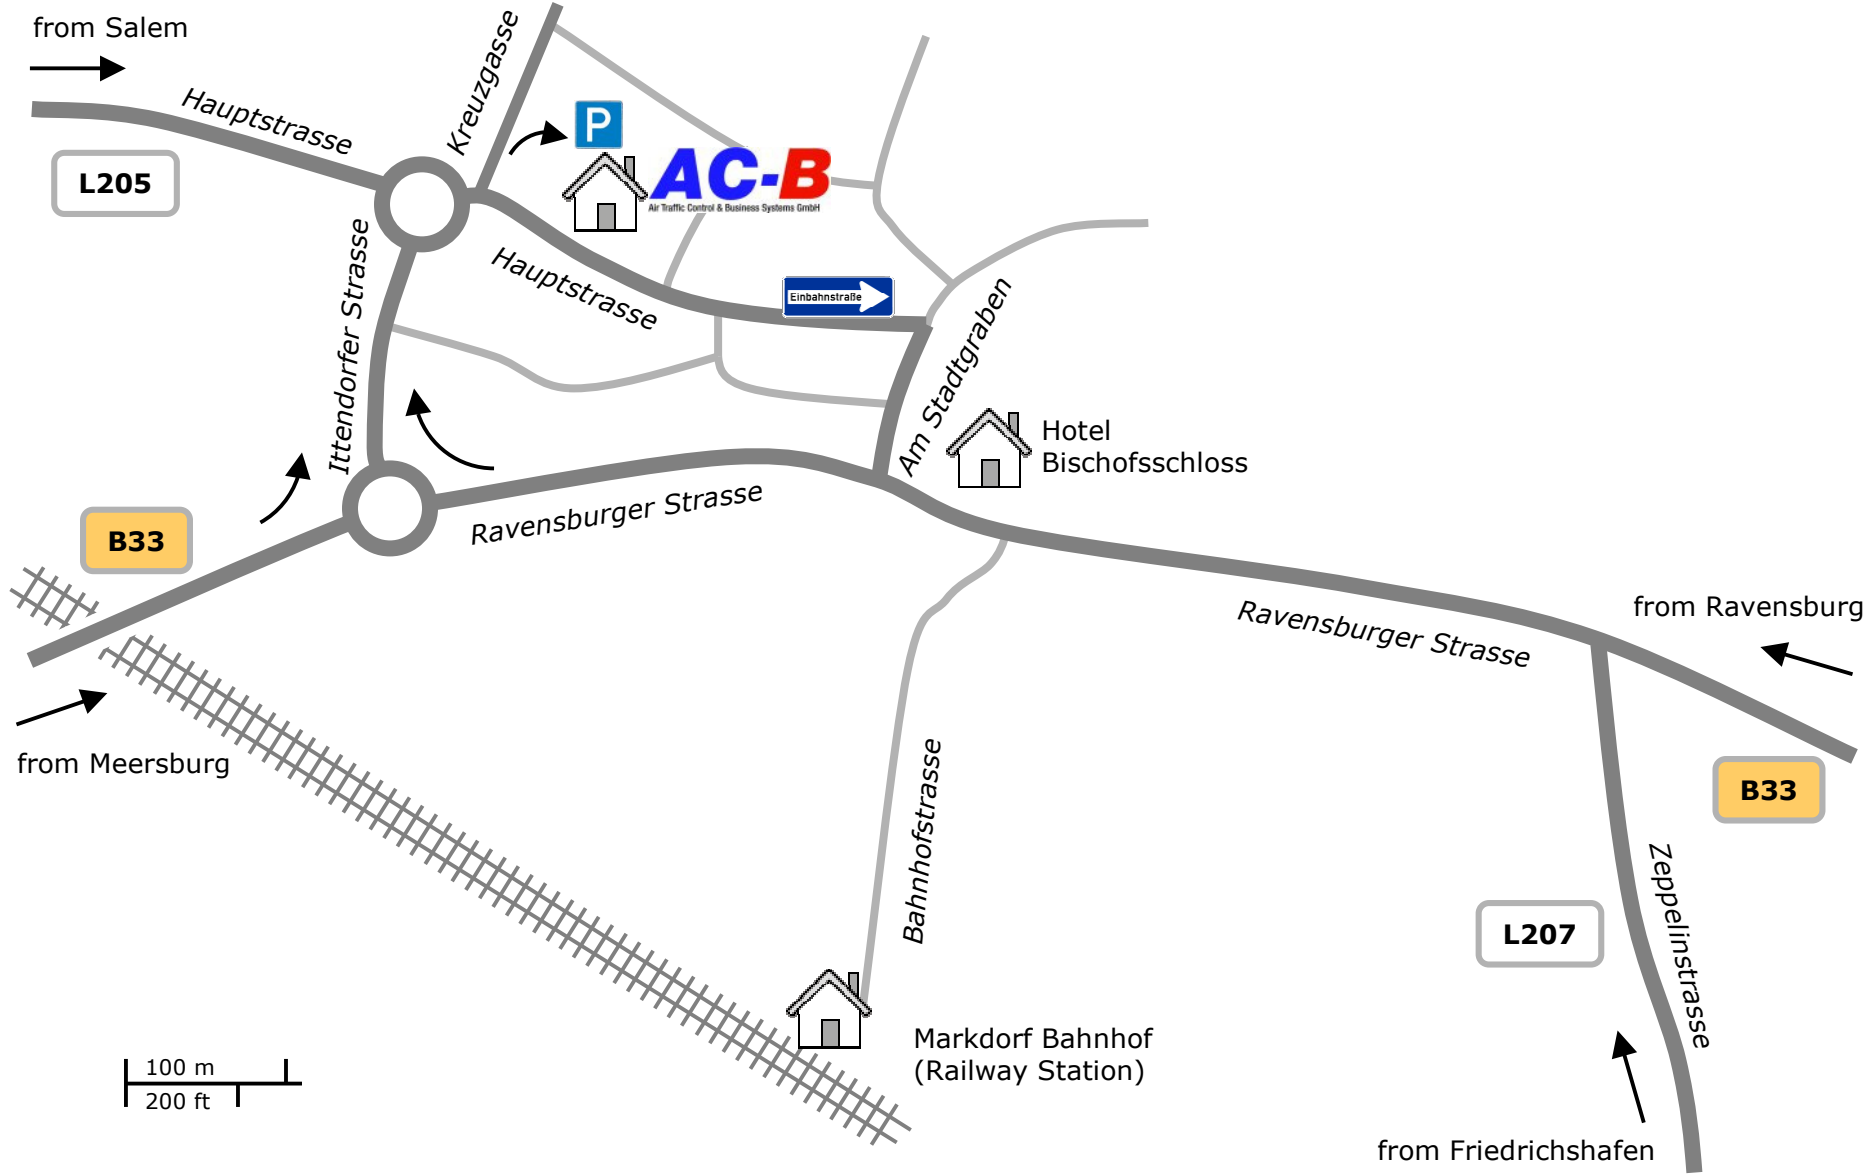 from Salem
Hauptstrasse
L205
Kreuzgasse
P
AC-B
Air Traffic Control & Business Systems GmbH
Ittendorfer Strasse
Hauptstrasse
Einbahnstraße
Am Stadtgraben
Hotel
Bischofsschloss
Ravensburger Strasse
B33
from Meersburg
Ravensburger Strasse
from Ravensburg
B33
Bahnhofstrasse
Zeppelinstrasse
L207
Markdorf Bahnhof
(Railway Station)
100 m
200 ft
from Friedrichshafen